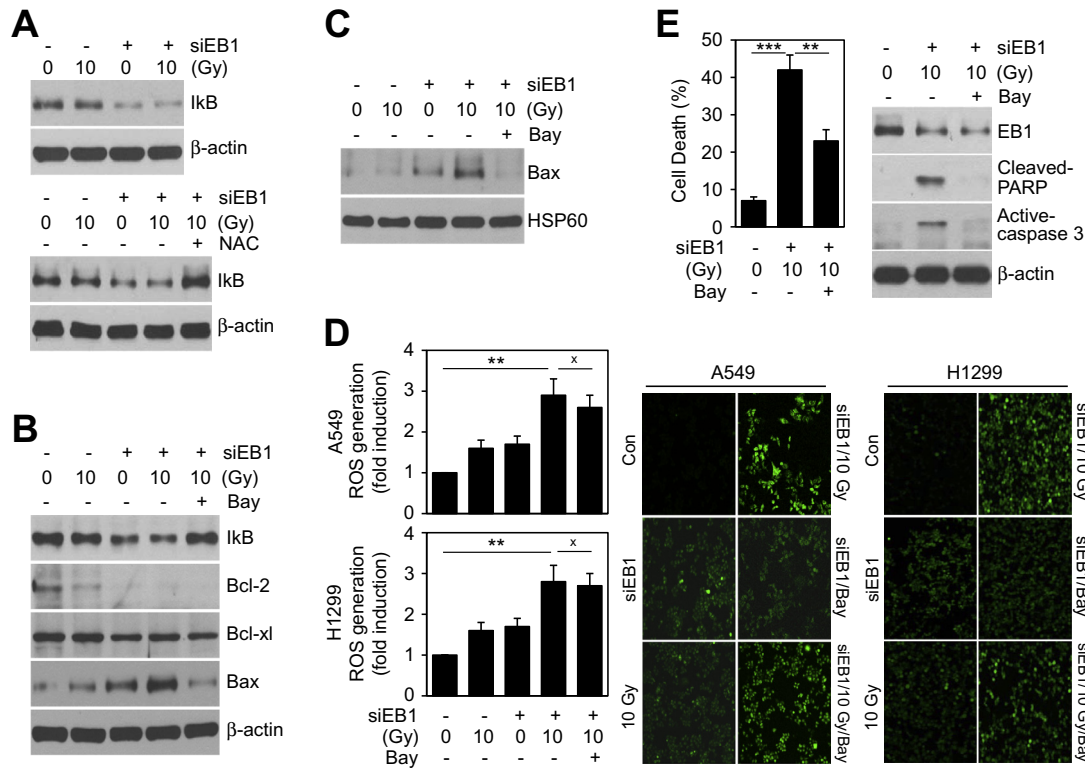 A
- - + + siEB1
0 10 0 10 (Gy)
IkB
β-actin
- - + + + siEB1
0 10 0 10 10 (Gy)
+ NAC
IkB
β-actin
B
- - + + + siEB1
0 10 0 10 10 (Gy)
+ Bay
IkB
Bcl-2
Bcl-xl
Bax
β-actin
C
- - + + + siEB1
0 10 0 10 10 (Gy)
- - - - + Bay
Bax
HSP60
D
A549
ROS generation
(fold induction)
4
3
2
1
0
** x
H1299
ROS generation
(fold induction)
4
3
2
1
0
** x
siEB1 - - + + +
(Gy) 0 10 0 10 10
Bay - - - - +
A549
Con
siEB1/10 Gy
siEB1
siEB1/Bay
10 Gy
siEB1/10 Gy/Bay
H1299
Con
siEB1/10 Gy
siEB1
siEB1/Bay
10 Gy
siEB1/10 Gy/Bay
E
Cell Death (%)
50
40
30
20
10
0
*** **
siEB1 - + +
(Gy) 0 10 10
Bay - - +
- + + siEB1
0 10 10 (Gy)
- - + Bay
EB1
Cleaved-
PARP
Active-
caspase 3
β-actin